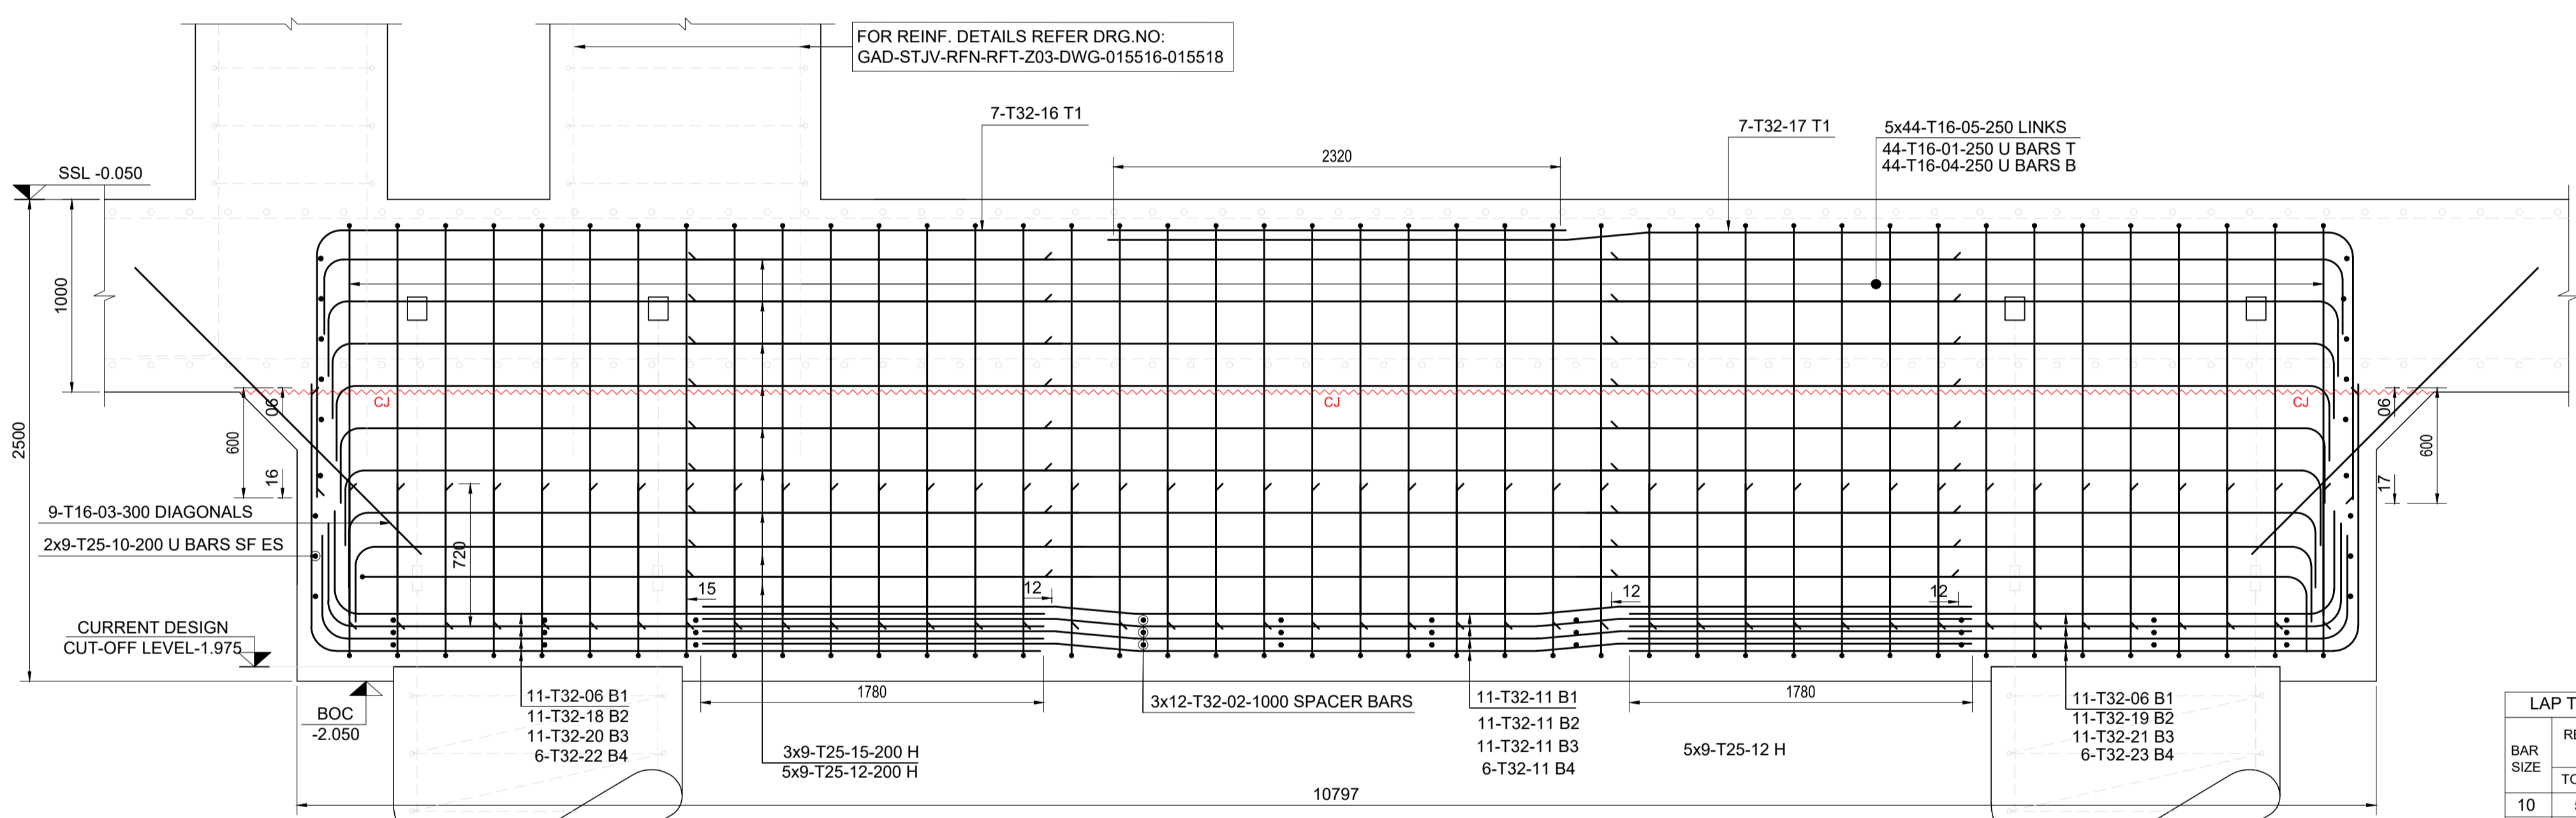 FOR REINF. DETAILS REFER DRG.NO:
GAD-STJV-RFN-RFT-Z03-DWG-015516-015518
7-T32-16 T1
7-T32-17 T1
5x44-T16-05-250 LINKS
44-T16-01-250 U BARS T
44-T16-04-250 U BARS B
2320
SSL -0.050
1000
2500
CJ
CJ
CJ
06
600
16
06
600
17
9-T16-03-300 DIAGONALS
2x9-T25-10-200 U BARS SF ES
720
15
12
12
12
CURRENT DESIGN
CUT-OFF LEVEL-1.975
BOC
-2.050
11-T32-06 B1
11-T32-18 B2
11-T32-20 B3
6-T32-22 B4
1780
3x9-T25-15-200 H
5x9-T25-12-200 H
3x12-T32-02-1000 SPACER BARS
11-T32-11 B1
11-T32-11 B2
11-T32-11 B3
6-T32-11 B4
1780
5x9-T25-12 H
11-T32-06 B1
11-T32-19 B2
11-T32-21 B3
6-T32-23 B4
10797
LAP T
BAR
SIZE
10